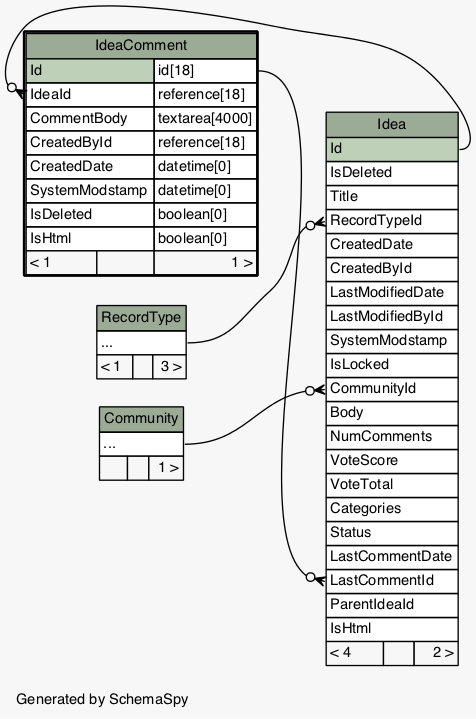 IdeaComment
Id id[18]
IdeaId reference[18]
CommentBody textarea[4000]
CreatedById reference[18]
CreatedDate datetime[0]
SystemModstamp datetime[0]
IsDeleted boolean[0]
IsHtml boolean[0]
< 1 1 >
Idea
Id
IsDeleted
Title
RecordTypeId
CreatedDate
CreatedById
LastModifiedDate
LastModifiedById
SystemModstamp
IsLocked
CommunityId
Body
NumComments
VoteScore
VoteTotal
Categories
Status
LastCommentDate
LastCommentId
ParentIdeaId
IsHtml
< 4 2 >
RecordType
...
< 1 3 >
Community
...
1 >
Generated by SchemaSpy